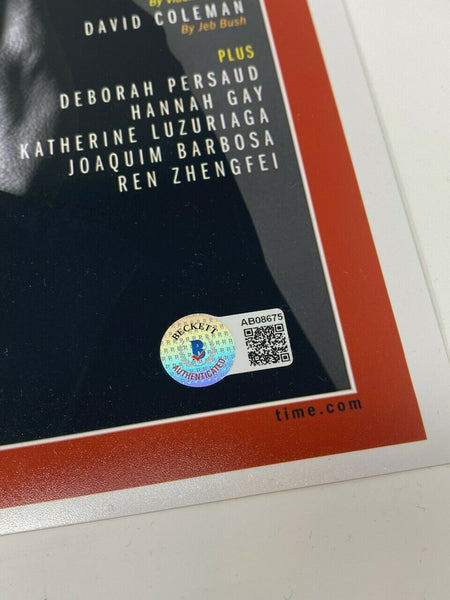 By
DAVID COLEMAN
By Jeb Bush
PLUS
DEBORAH PERSAUD
HANNAH GAY
KATHERINE LUZURIAGA
JOAQUIM BARBOSA
REN ZHENGFEI
BECKETT
B
AUTHENTICATED
AB08675
time.com